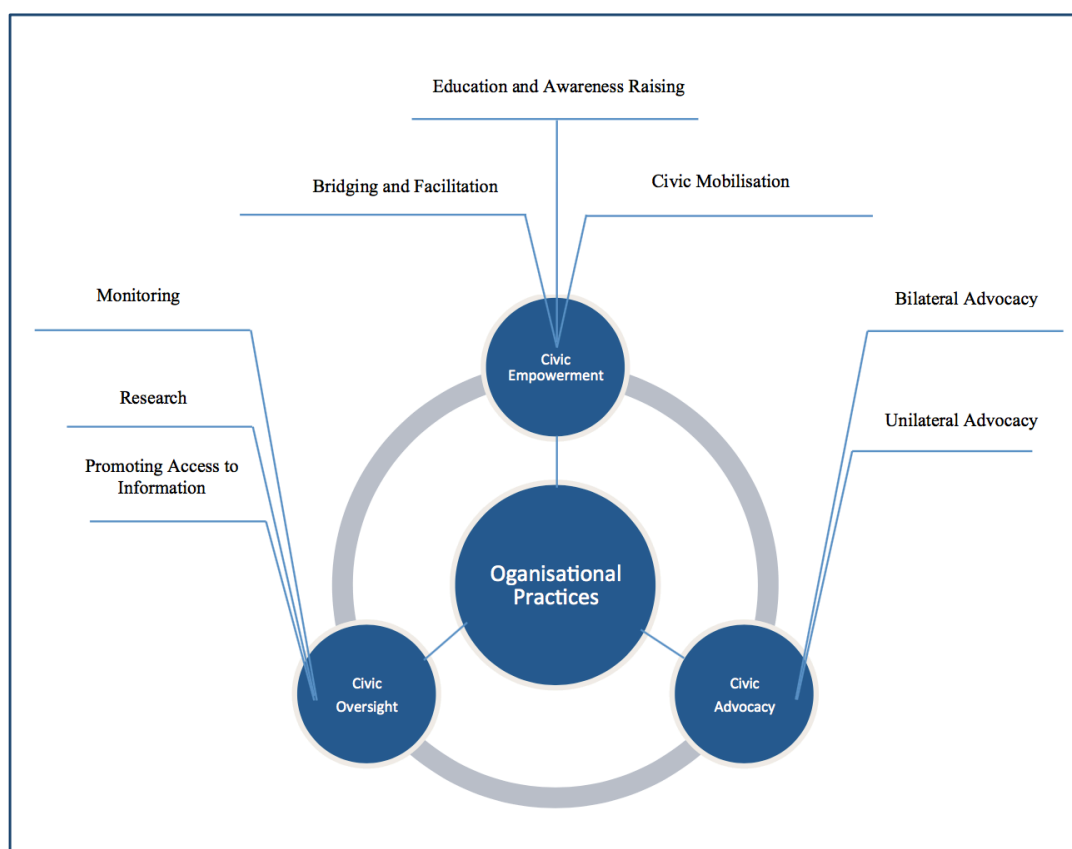 Education and Awareness Raising
Bridging and Facilitation
Civic Mobilisation
Monitoring
Bilateral Advocacy
Civic
Empowerment
Research
Unilateral Advocacy
Promoting Access to
Information
Oganisational
Practices
Civic
Oversight
Civic
Advocacy